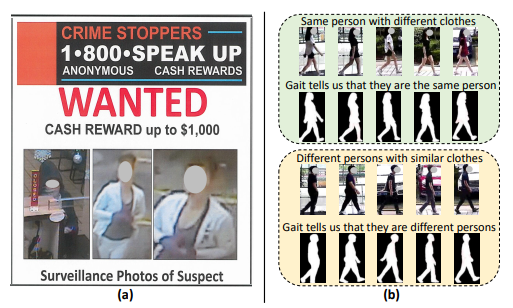 CRIME STOPPERS
1•800•SPEAK UP
ANONYMOUS CASH REWARDS
WANTED
CASH REWARD up to $1,000
Surveillance Photos of Suspect
(a)
Same person with different clothes
Gait tells us that they are the same person
Different persons with similar clothes
Gait tells us that they are different persons
(b)